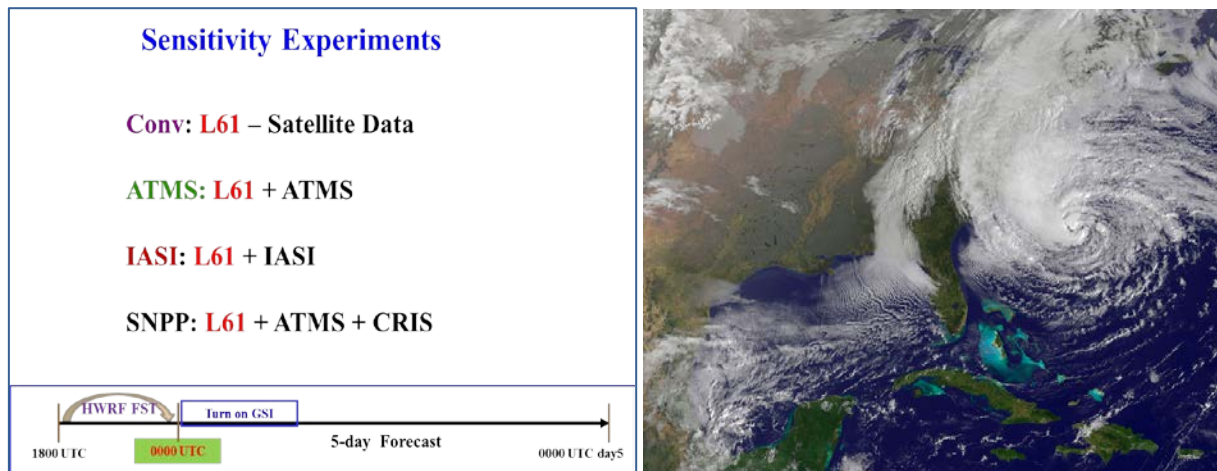 Sensitivity Experiments
Conv: L61 – Satellite Data
ATMS: L61 + ATMS
IASI: L61 + IASI
SNPP: L61 + ATMS + CRIS
HWRF FST
Turn on GSI
5-day Forecast
1800 UTC
0000 UTC
0000 UTC day5